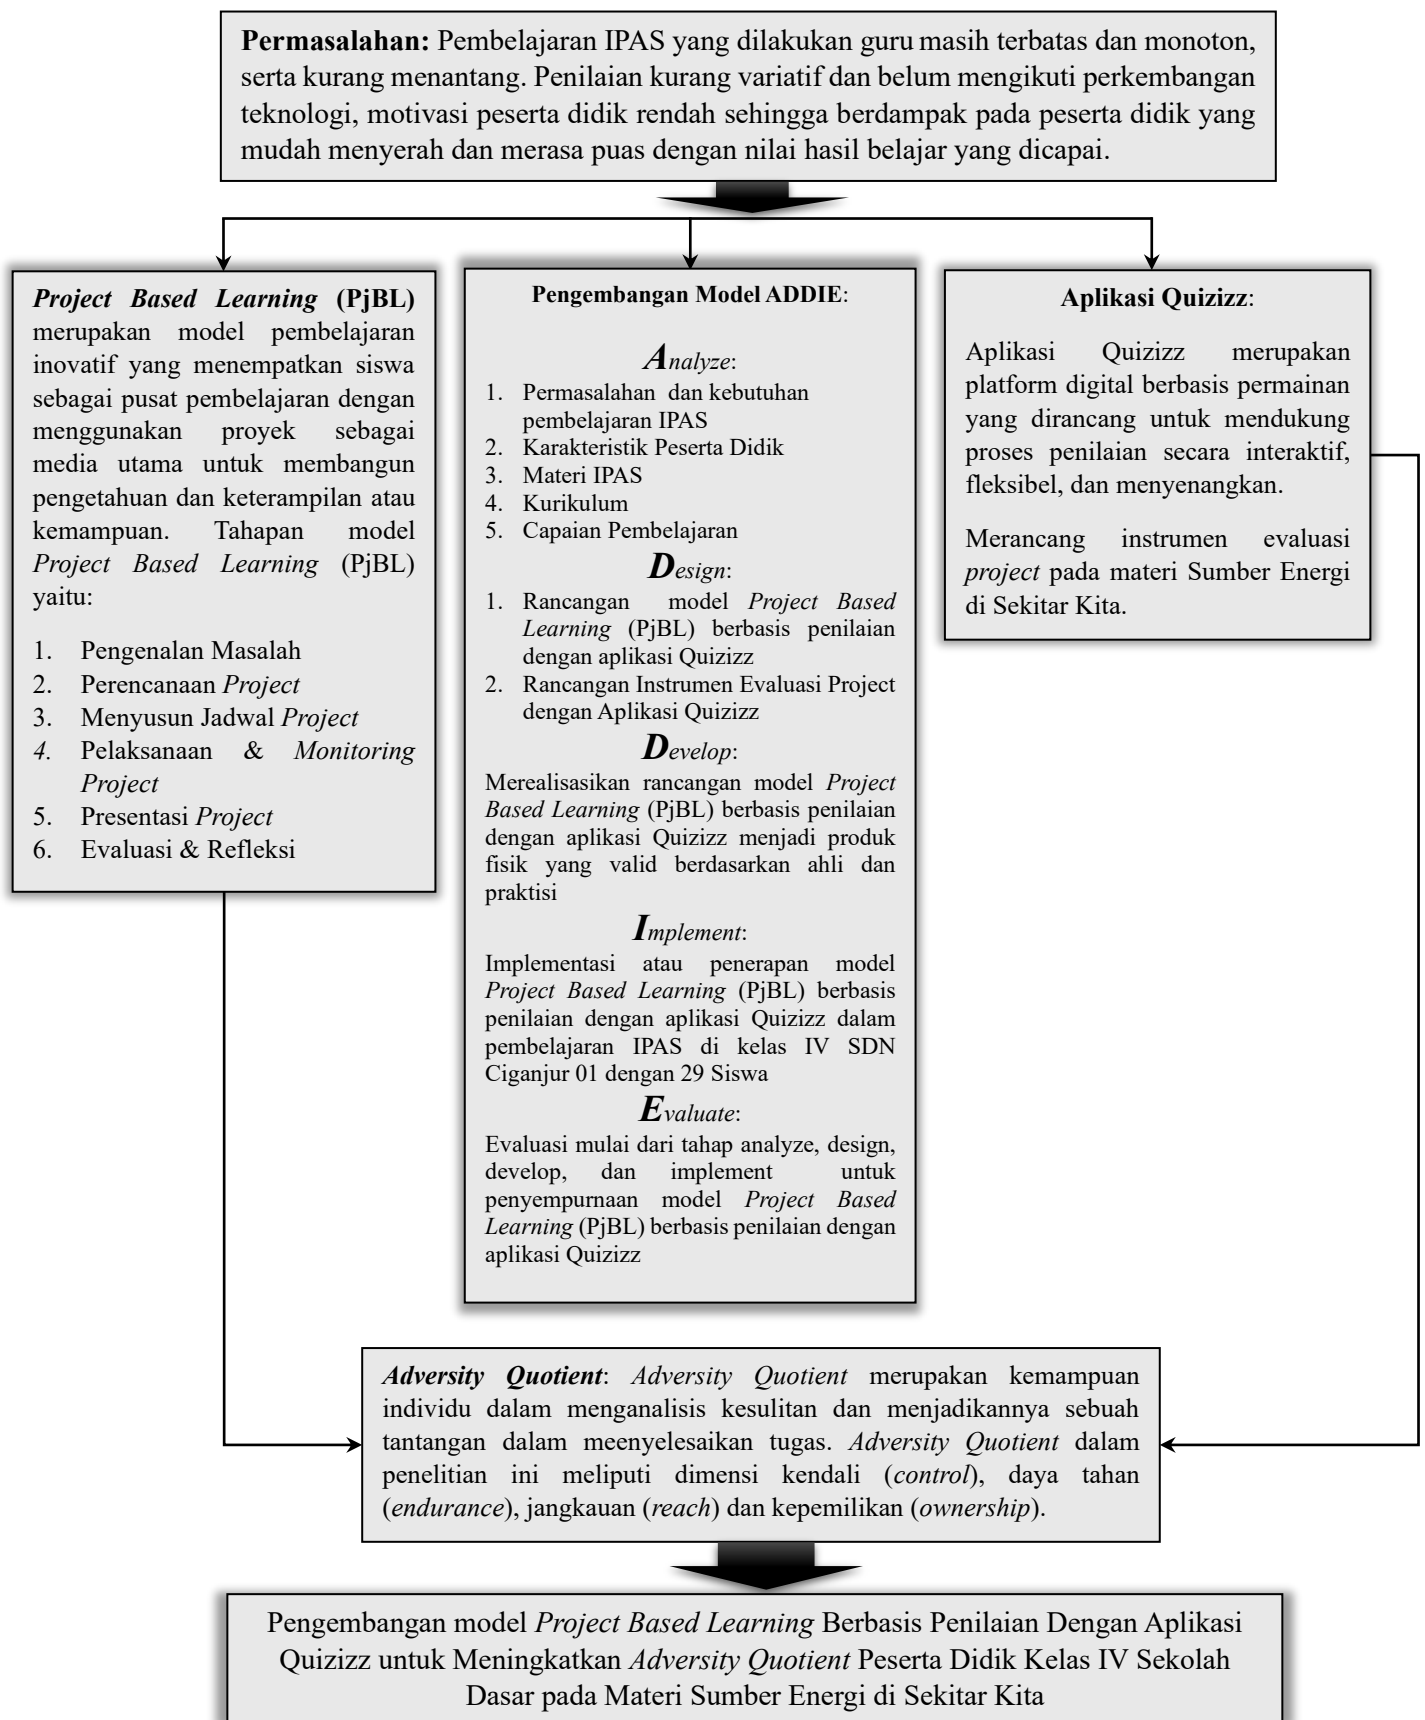 Permasalahan: Pembelajaran IPAS yang dilakukan guru masih terbatas dan monoton,
serta kurang menantang. Penilaian kurang variatif dan belum mengikuti perkembangan
teknologi, motivasi peserta didik rendah sehingga berdampak pada peserta didik yang
mudah menyerah dan merasa puas dengan nilai hasil belajar yang dicapai.
Project Based Learning (PjBL)
merupakan model pembelajaran
inovatif yang menempatkan siswa
sebagai pusat pembelajaran dengan
menggunakan proyek sebagai
media utama untuk membangun
pengetahuan dan keterampilan atau
kemampuan. Tahapan model
Project Based Learning (PjBL)
yaitu:
1. Pengenalan Masalah
2. Perencanaan Project
3. Menyusun Jadwal Project
4. Pelaksanaan & Monitoring
Project
5. Presentasi Project
6. Evaluasi & Refleksi
Pengembangan Model ADDIE:
Analyze:
1. Permasalahan dan kebutuhan
pembelajaran IPAS
2. Karakteristik Peserta Didik
3. Materi IPAS
4. Kurikulum
5. Capaian Pembelajaran
Design:
1. Rancangan model Project Based
Learning (PjBL) berbasis penilaian
dengan aplikasi Quizizz
2. Rancangan Instrumen Evaluasi Project
dengan Aplikasi Quizizz
Develop:
Merealisasikan rancangan model Project
Based Learning (PjBL) berbasis penilaian
dengan aplikasi Quizizz menjadi produk
fisik yang valid berdasarkan ahli dan
praktisi
Implement:
Implementasi atau penerapan model
Project Based Learning (PjBL) berbasis
penilaian dengan aplikasi Quizizz dalam
pembelajaran IPAS di kelas IV SDN
Ciganjur 01 dengan 29 Siswa
Evaluate:
Evaluasi mulai dari tahap analyze, design,
develop, dan implement untuk
penyempurnaan model Project Based
Learning (PjBL) berbasis penilaian dengan
aplikasi Quizizz
Aplikasi Quizizz:
Aplikasi Quizizz merupakan
platform digital berbasis permainan
yang dirancang untuk mendukung
proses penilaian secara interaktif,
fleksibel, dan menyenangkan.
Merancang instrumen evaluasi
project pada materi Sumber Energi
di Sekitar Kita.
Adversity Quotient: Adversity Quotient merupakan kemampuan
individu dalam menganalisis kesulitan dan menjadikannya sebuah
tantangan dalam meenyelesaikan tugas. Adversity Quotient dalam
penelitian ini meliputi dimensi kendali (control), daya tahan
(endurance), jangkauan (reach) dan kepemilikan (ownership).
Pengembangan model Project Based Learning Berbasis Penilaian Dengan Aplikasi
Quizizz untuk Meningkatkan Adversity Quotient Peserta Didik Kelas IV Sekolah
Dasar pada Materi Sumber Energi di Sekitar Kita